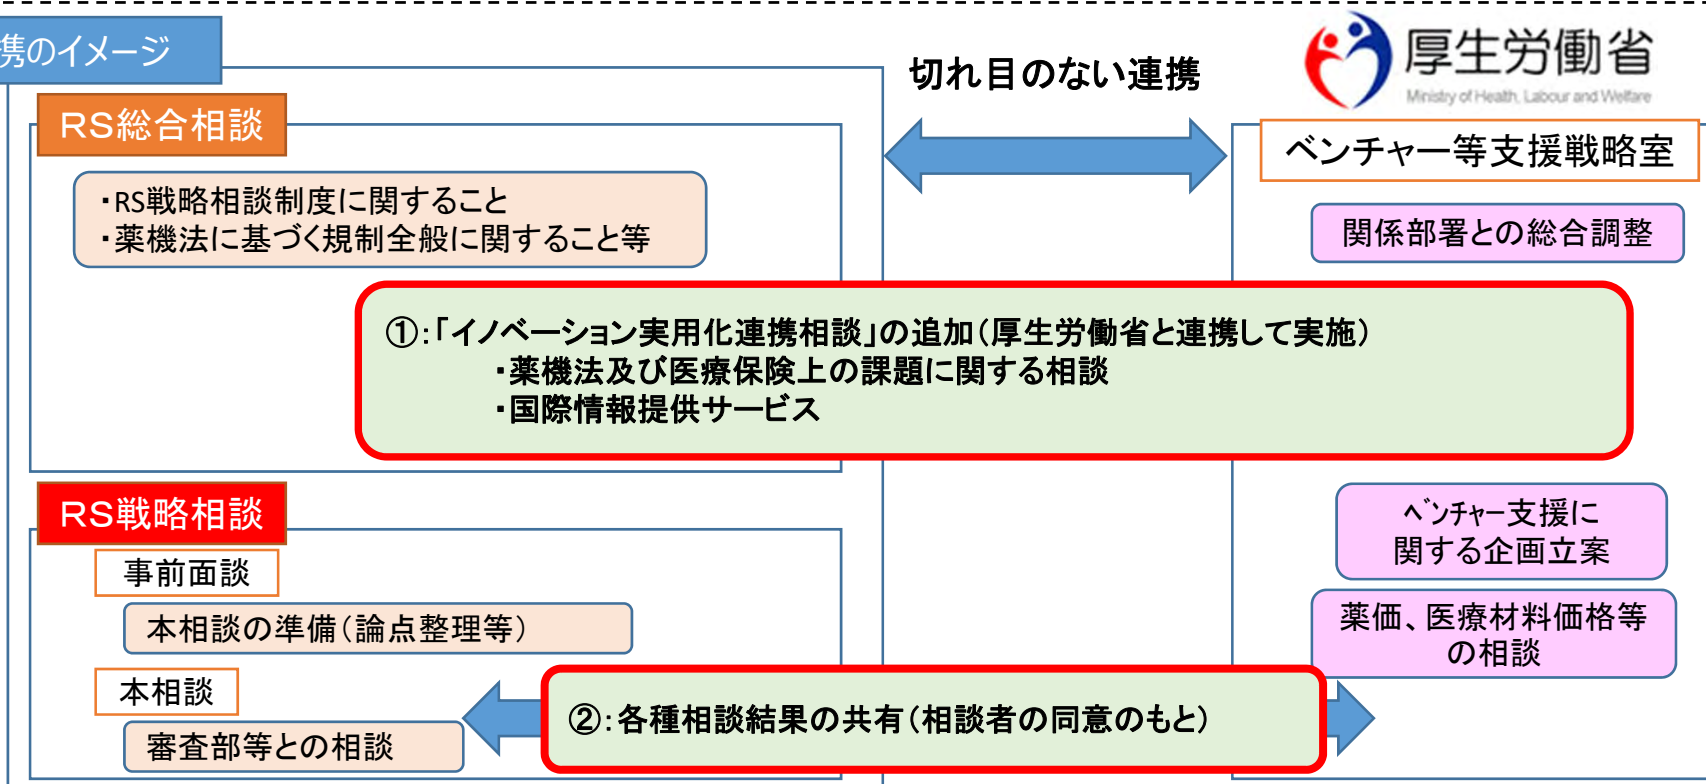 携のイメージ
切れ目のない連携
厚生労働省
Ministry of Health, Labour and Welfare
RS総合相談
・RS戦略相談制度に関すること
・薬機法に基づく規制全般に関すること等
ベンチャー等支援戦略室
関係部署との総合調整
①:「イノベーション実用化連携相談」の追加(厚生労働省と連携して実施)
・薬機法及び医療保険上の課題に関する相談
・国際情報提供サービス
RS戦略相談
事前面談
本相談の準備(論点整理等)
本相談
審査部等との相談
ベンチャー支援に
関する企画立案
薬価、医療材料価格等
の相談
②:各種相談結果の共有(相談者の同意のもと)